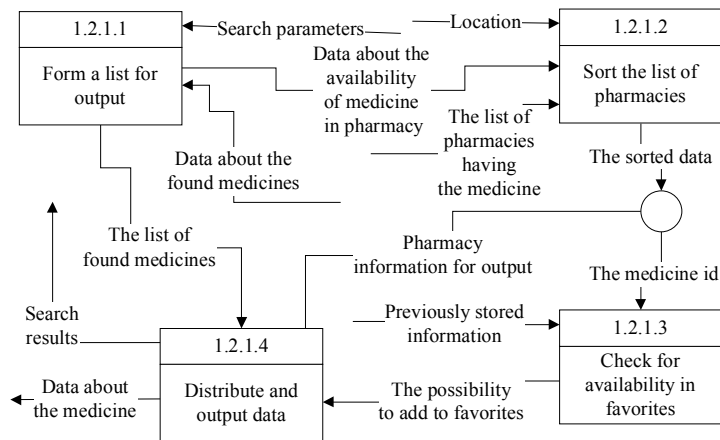 1.2.1.1
Form a list for
output
Search parameters
Location
1.2.1.2
Sort the list of
pharmacies
Data about the
availability
of medicine
in pharmacy
The list of
pharmacies
having
the medicine
Data about the
found medicines
The sorted data
The list of
found medicines
Pharmacy
information for output
The medicine id
Search
results
Previously stored
information
1.2.1.3
Check for
availability in
favorites
1.2.1.4
Distribute and
output data
Data about
the medicine
The possibility
to add to favorites